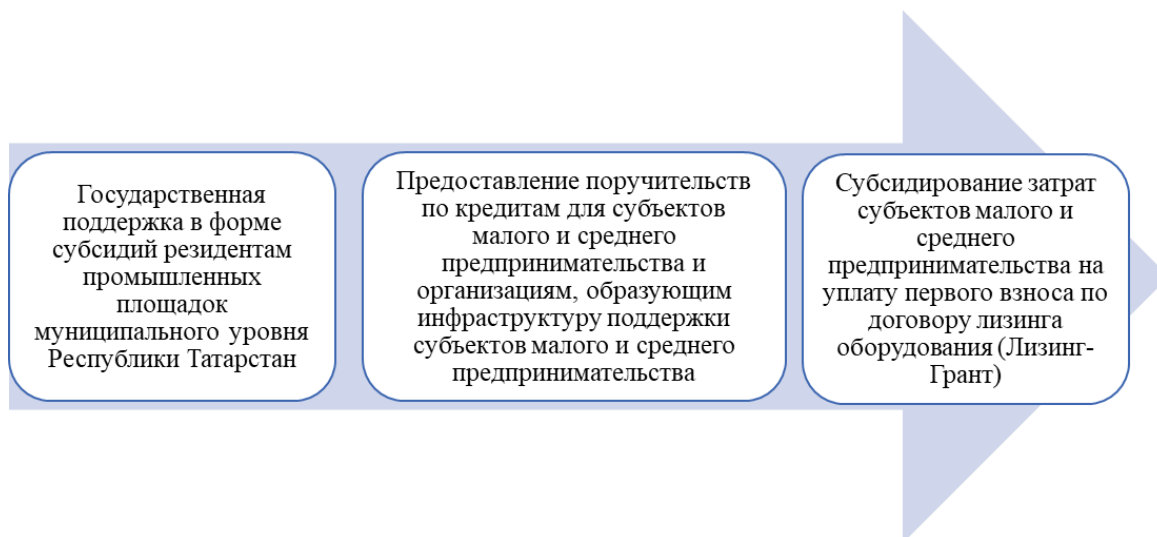 Государственная
поддержка в форме
субсидий резидентам
промышленных
площадок
муниципального уровня
Республики Татарстан
Предоставление поручительств
по кредитам для субъектов
малого и среднего
предпринимательства и
организациям, образующим
инфраструктуру поддержки
субъектов малого и среднего
предпринимательства
Субсидирование затрат
субъектов малого и
среднего
предпринимательства на
уплату первого взноса по
договору лизинга
оборудования (Лизинг-
Грант)